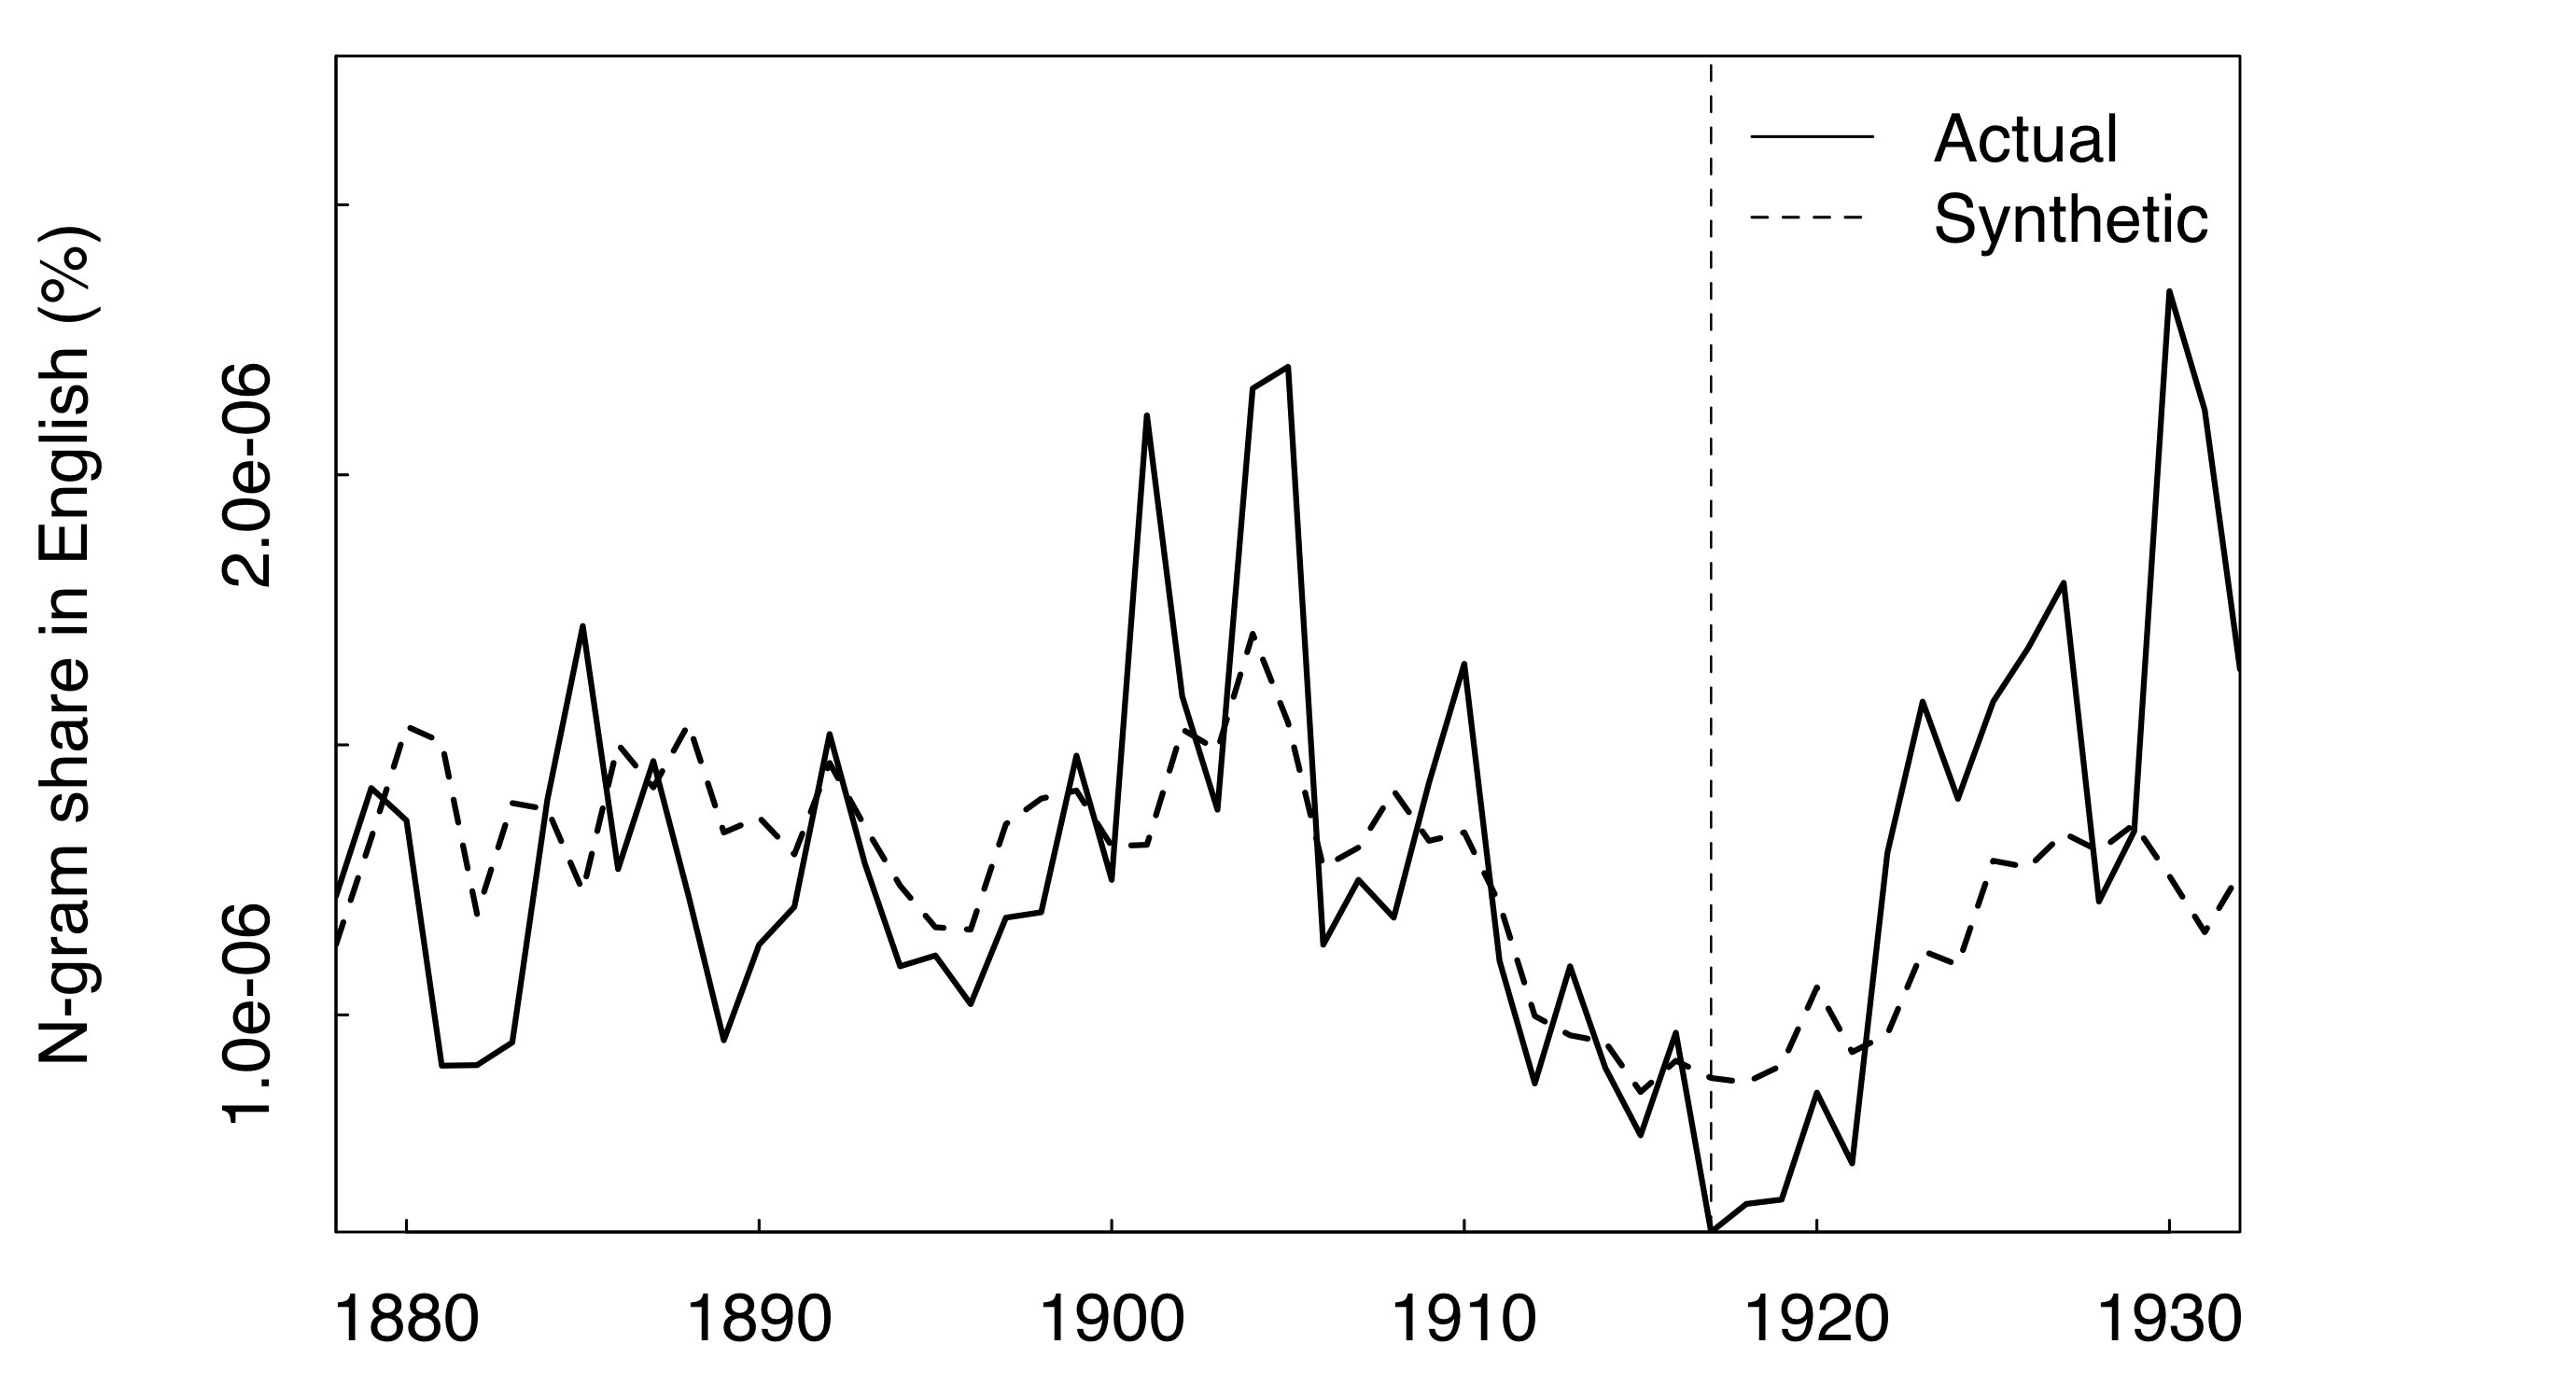 Actual
Synthetic
N-gram share in English (%)
2.0e-06
1.0e-06
1880 1890 1900 1910 1920 1930